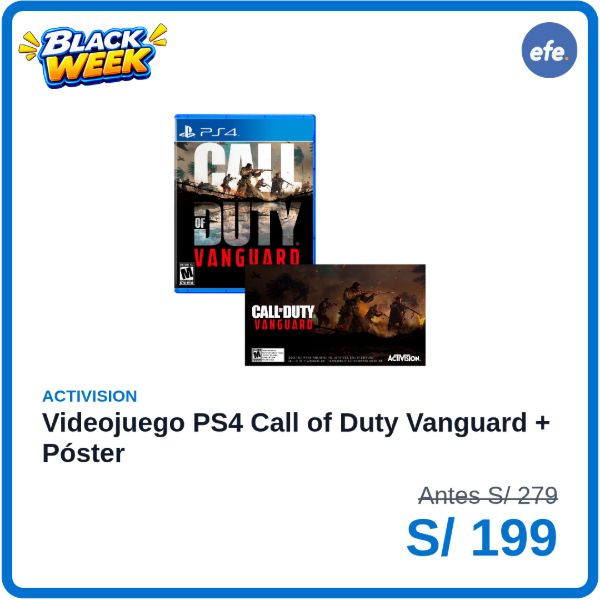 BLACK
WEEK
efe.
PS4
CALL
OF DUTY
VANGUARD
M
CALL OF DUTY
VANGUARD
M
ACTIVISION
ACTIVISION
Videojuego PS4 Call of Duty Vanguard +
Póster
Antes S/ 279
S/ 199